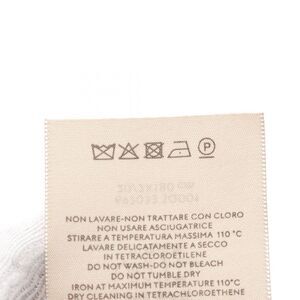 P
NON LAVARE-NON TRATTARE CON CLORO
NON USARE ASCIUGATRICE
STIRARE A TEMPERATURA MASSIMA 110°C
LAVARE DELICATAMENTE A SECCO
IN TETRACLOROETILENE
DO NOT WASH-DO NOT BLEACH
DO NOT TUMBLE DRY
IRON AT MAXIMUM TEMPERATURE 110°C
DRY CLEANING IN TETRACHLOROETHENE